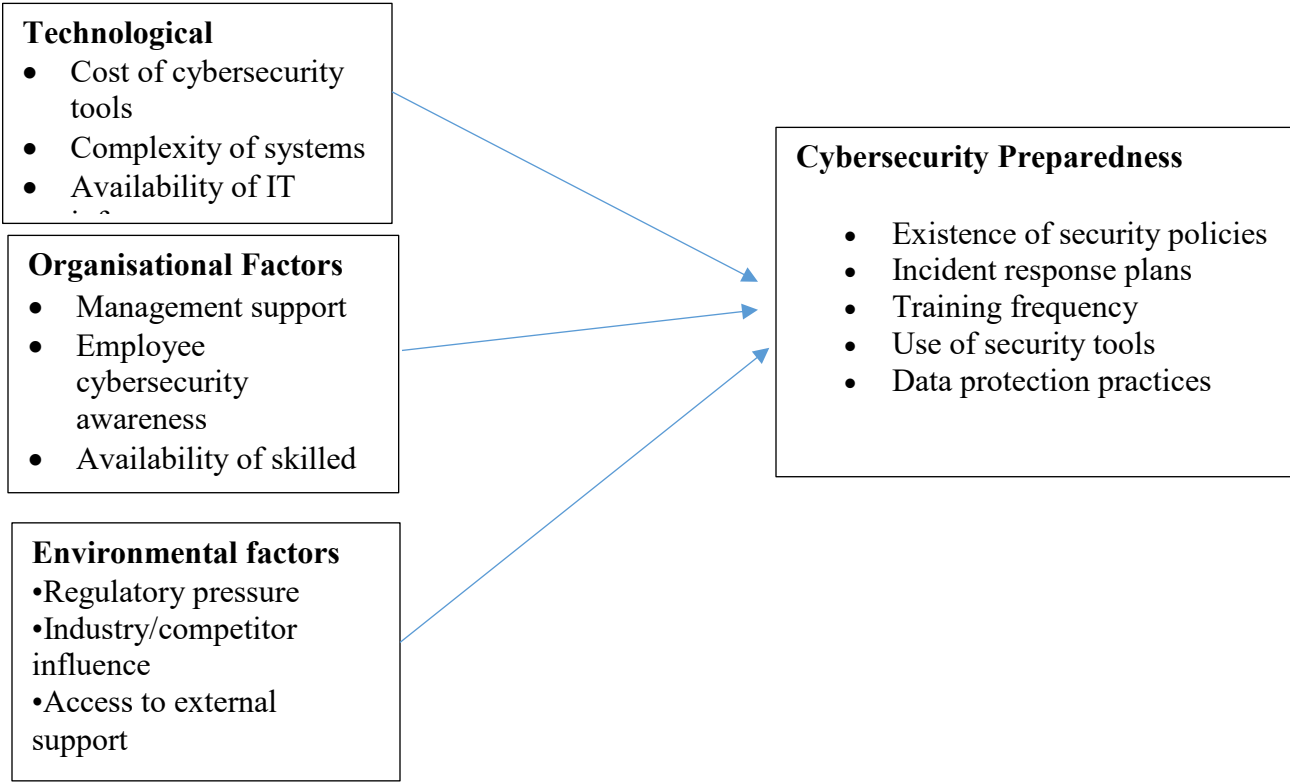 Technological
• Cost of cybersecurity
tools
• Complexity of systems
• Availability of IT
Organisational Factors
• Management support
• Employee
cybersecurity
awareness
• Availability of skilled
Environmental factors
•Regulatory pressure
•Industry/competitor
influence
•Access to external
support
Cybersecurity Preparedness
• Existence of security policies
• Incident response plans
• Training frequency
• Use of security tools
• Data protection practices